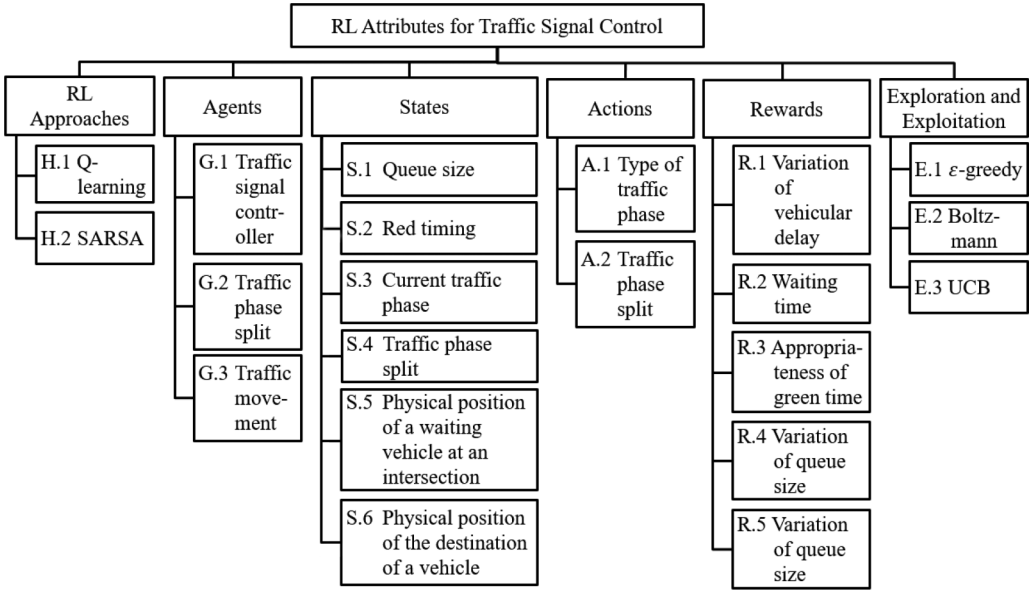 RL Attributes for Traffic Signal Control
RL
Approaches
H.1 Q-
learning
H.2 SARSA
Agents
G.1 Traffic
signal
contr-
oller
G.2 Traffic
phase
split
G.3 Traffic
move-
ment
States
S.1 Queue size
S.2 Red timing
S.3 Current traffic
phase
S.4 Traffic phase
split
S.5 Physical position
of a waiting
vehicle at an
intersection
S.6 Physical position
of the destination
of a vehicle
Actions
A.1 Type of
traffic
phase
A.2 Traffic
phase
split
Rewards
R.1 Variation
of
vehicular
delay
R.2 Waiting
time
R.3 Appropria-
teness of
green time
R.4 Variation
of queue
size
R.5 Variation
of queue
size
Exploration and
Exploitation
E.1 ε-greedy
E.2 Boltz-
mann
E.3 UCB